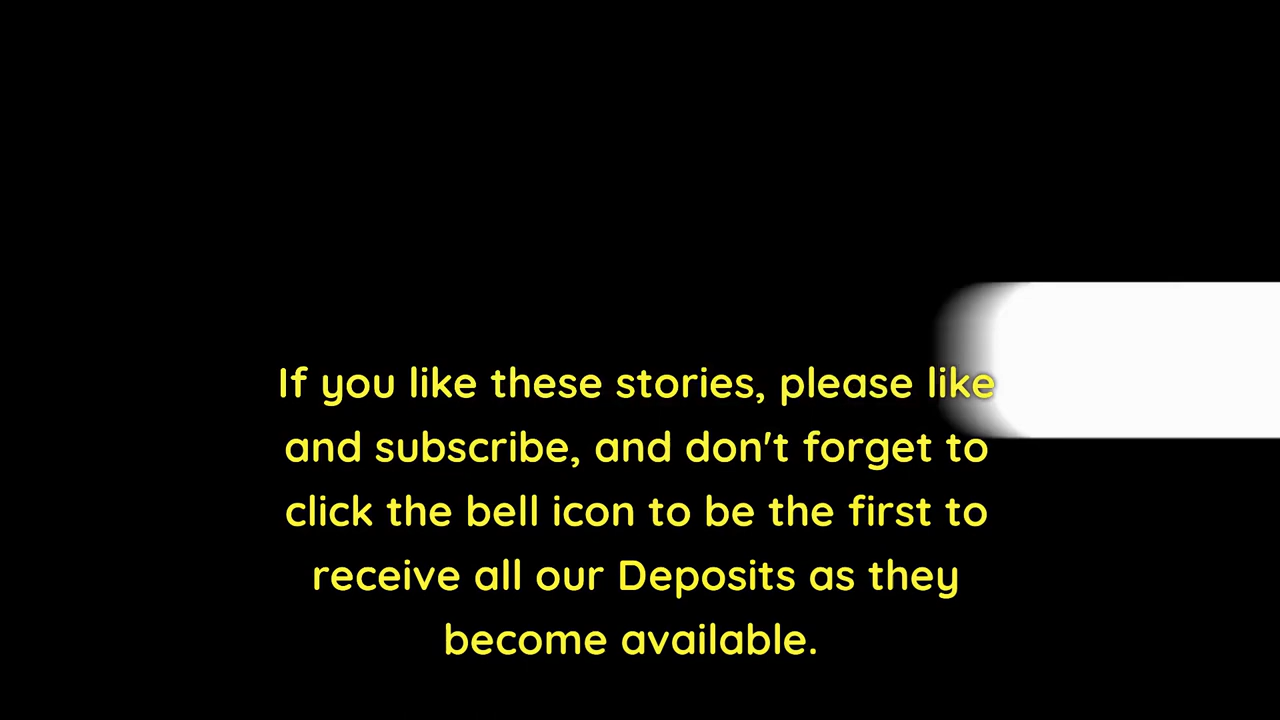 If you like these stories, please like
and subscribe, and don't forget to
click the bell icon to be the first to
receive all our Deposits as they
become available.